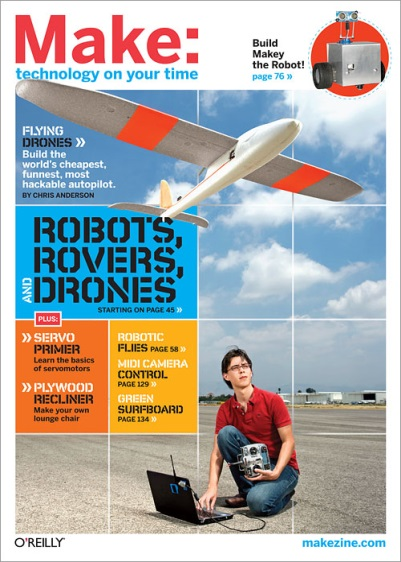 Make:
technology on your time
Build
Makey
the Robot!
page 76 »
FLYING
DRONES »
Build the
world's cheapest,
funnest, most
hackable autopilot.
BY CHRIS ANDERSON
ROBOTS,
ROVERS,
AND DRONES
STARTING ON PAGE 45 »
PLUS:
» SERVO
PRIMER
Learn the basics
of servomotors
» PLYWOOD
RECLINER
Make your own
lounge chair
ROBOTIC
FLIES PAGE 58 »
MIDI CAMERA
CONTROL
PAGE 129 »
GREEN
SURFBOARD
PAGE 134 »
O'REILLY®
makezine.com